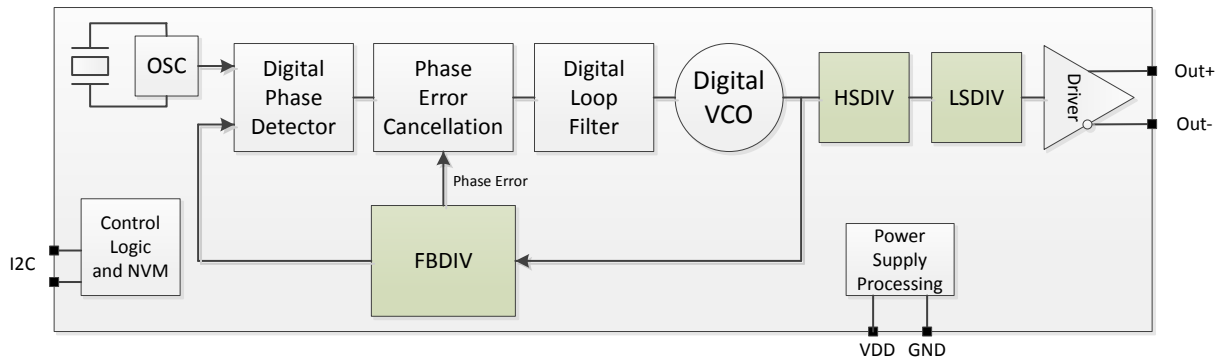 OSC
Digital
Phase
Detector
Phase
Error
Cancellation
Digital
Loop
Filter
Digital
VCO
HSDIV
LSDIV
Driver
Out+
Out-
Phase Error
FBDIV
Control
Logic
and NVM
I2C
Power
Supply
Processing
VDD
GND